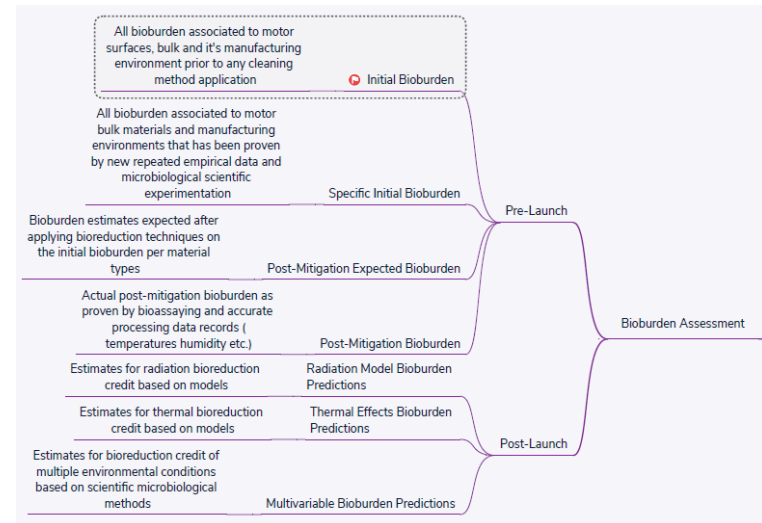 All bioburden associated to motor
surfaces, bulk and it's manufacturing
environment prior to any cleaning
method application
Initial Bioburden
All bioburden associated to motor
bulk materials and manufacturing
environments that has been proven
by new repeated empirical data and
microbiological scientific
experimentation
Specific Initial Bioburden
Pre-Launch
Bioburden estimates expected after
applying bioreduction techniques on
the initial bioburden per material
types
Post-Mitigation Expected Bioburden
Actual post-mitigation bioburden as
proven by bioassaying and accurate
processing data records (
temperatures humidity etc.)
Post-Mitigation Bioburden
Bioburden Assessment
Estimates for radiation bioreduction
credit based on models
Radiation Model Bioburden
Predictions
Estimates for thermal bioreduction
credit based on models
Thermal Effects Bioburden
Predictions
Post-Launch
Estimates for bioreduction credit of
multiple environmental conditions
based on scientific microbiological
methods
Multivariable Bioburden Predictions